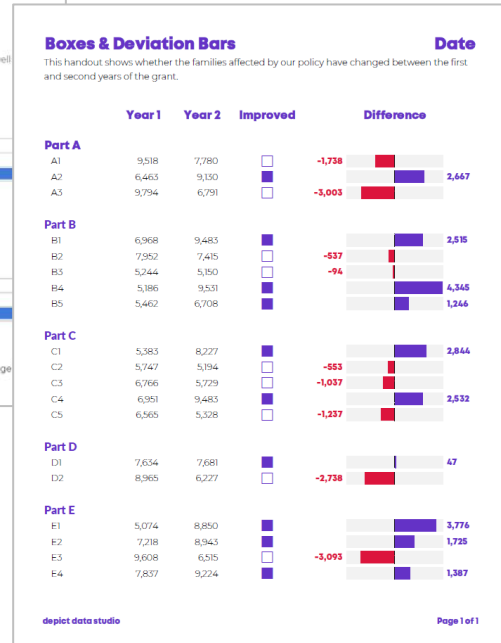 ell
ge
Boxes & Deviation Bars Date
This handout shows whether the families affected by our policy have changed between the first
and second years of the grant.
Year 1 Year 2 Improved Difference
Part A
A1 9,518 7,780 -1,738
A2 6,463 9,130 2,667
A3 9,794 6,791 -3,003
Part B
B1 6,968 9,483 2,515
B2 7,952 7,415 -537
B3 5,244 5,150 -94
B4 5,186 9,531 4,345
B5 5,462 6,708 1,246
Part C
C1 5,383 8,227 2,844
C2 5,747 5,194 -553
C3 6,766 5,729 -1,037
C4 6,951 9,483 2,532
C5 6,565 5,328 -1,237
Part D
D1 7,634 7,681 47
D2 8,965 6,227 -2,738
Part E
E1 5,074 8,850 3,776
E2 7,218 8,943 1,725
E3 9,608 6,515 -3,093
E4 7,837 9,224 1,387
depict data studio Page 1 of 1